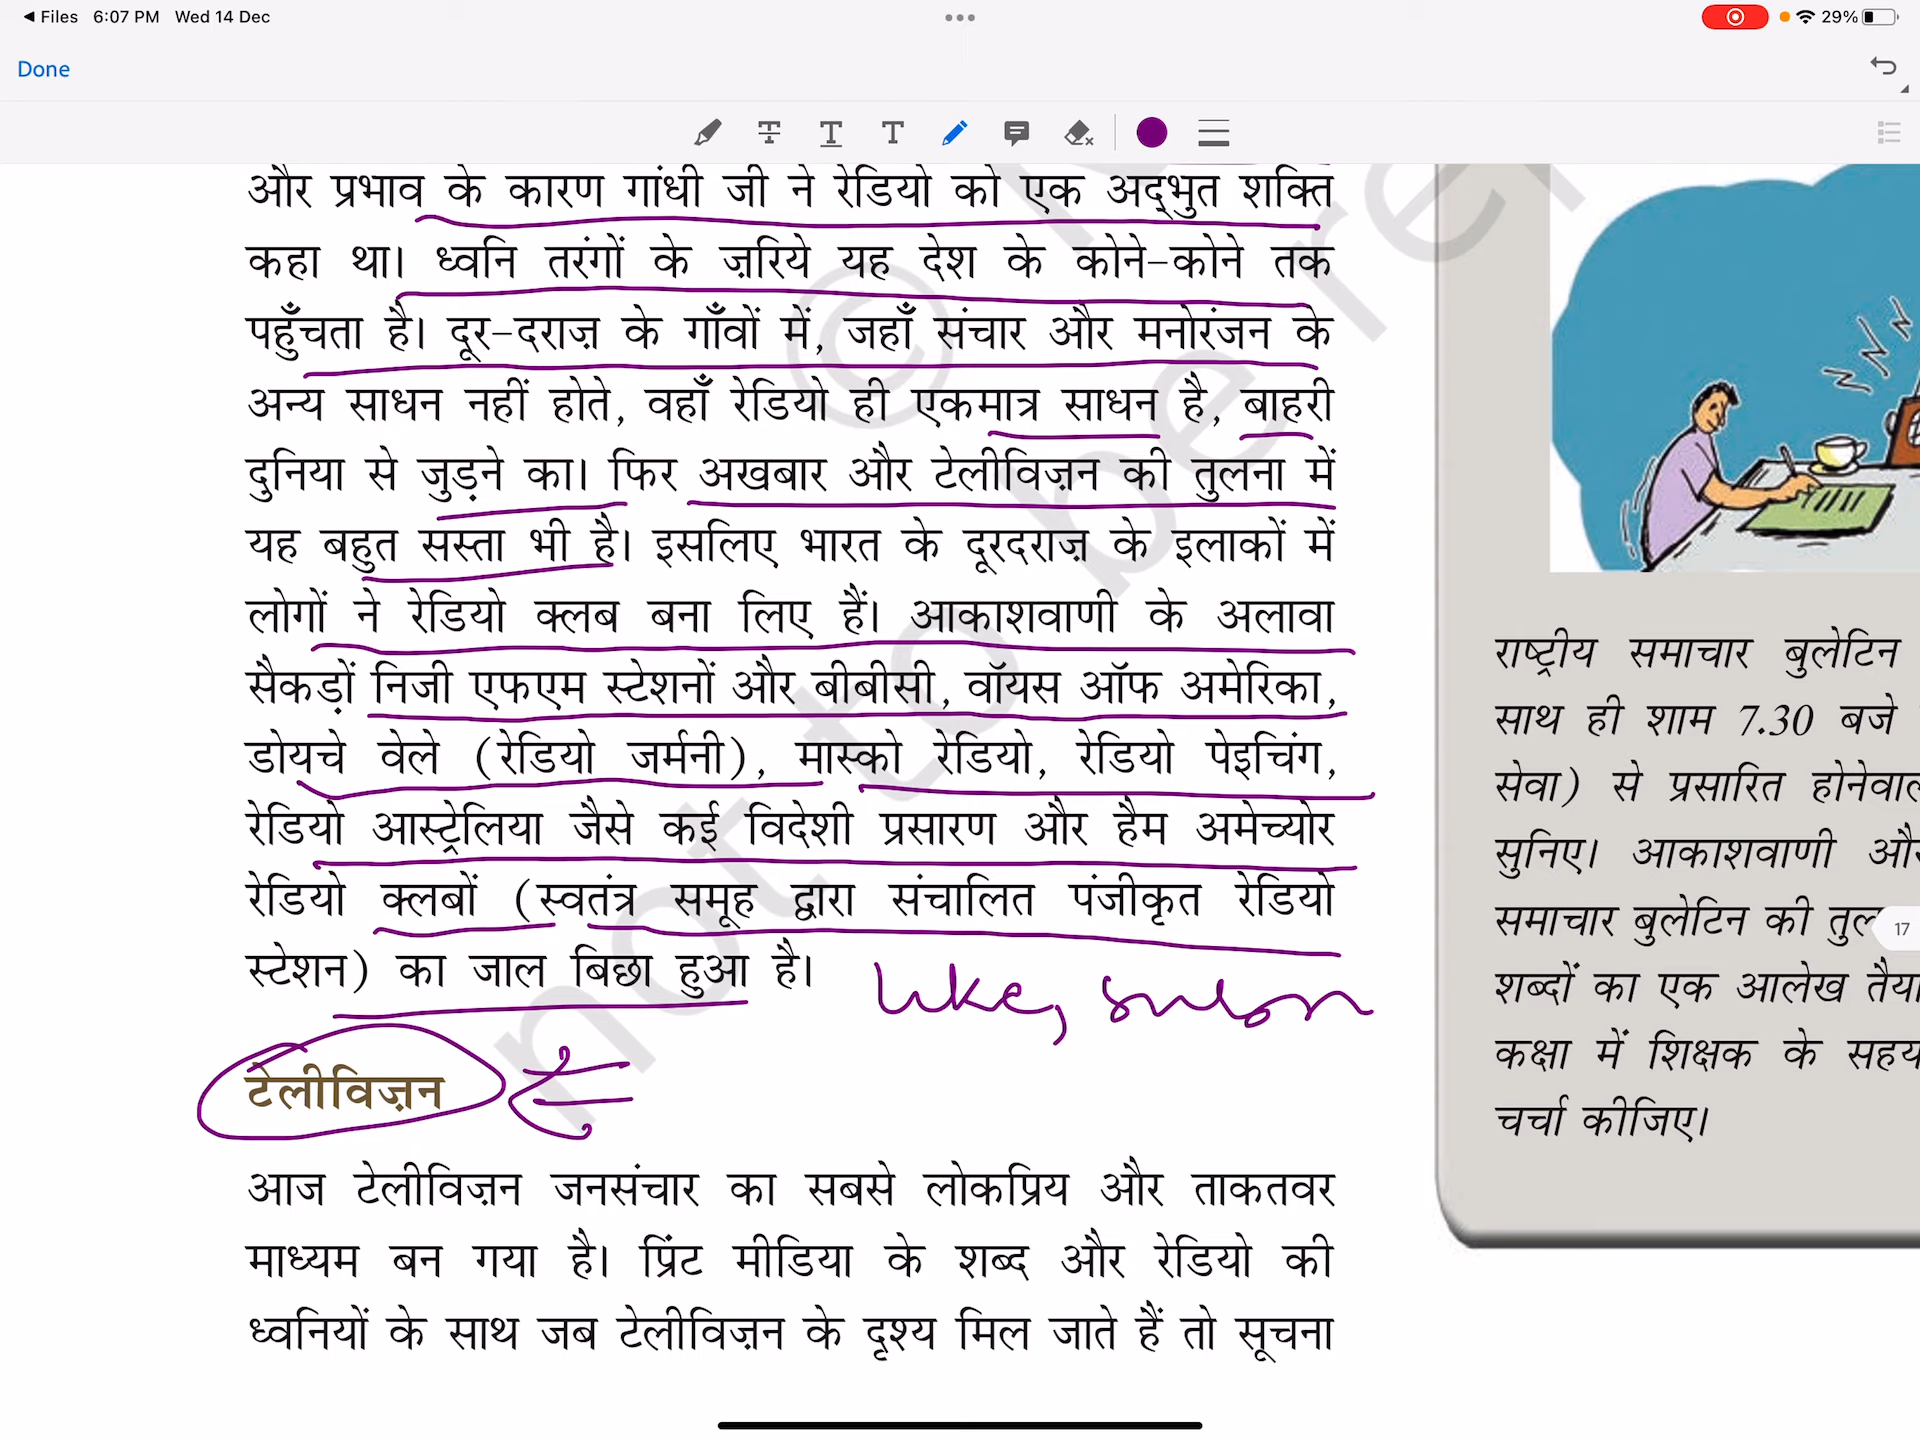 Files 6:07 PM Wed 14 Dec
29%
Done
और प्रभाव के कारण गांधी जी ने रेडियो को एक अद्भुत शक्ति
कहा था। ध्वनि तरंगों के ज़रिये यह देश के कोने-कोने तक
पहुँचता है। दूर-दराज़ के गाँवों में, जहाँ संचार और मनोरंजन के
अन्य साधन नहीं होते, वहाँ रेडियो ही एकमात्र साधन है, बाहरी
दुनिया से जुड़ने का। फिर अखबार और टेलीविज़न की तुलना में
यह बहुत सस्ता भी है। इसलिए भारत के दूरदराज़ के इलाकों में
लोगों ने रेडियो क्लब बना लिए हैं। आकाशवाणी के अलावा
सैकड़ों निजी एफएम स्टेशनों और बीबीसी, वॉयस ऑफ अमेरिका,
डोयचे वेले (रेडियो जर्मनी), मास्को रेडियो, रेडियो पेइचिंग,
रेडियो आस्ट्रेलिया जैसे कई विदेशी प्रसारण और हैम अमेच्योर
रेडियो क्लबों (स्वतंत्र समूह द्वारा संचालित पंजीकृत रेडियो
स्टेशन) का जाल बिछा हुआ है।
like,
टेलीविज़न
आज टेलीविज़न जनसंचार का सबसे लोकप्रिय और ताकतवर
माध्यम बन गया है। प्रिंट मीडिया के शब्द और रेडियो की
ध्वनियों के साथ जब टेलीविज़न के दृश्य मिल जाते हैं तो सूचना
राष्ट्रीय समाचार बुलेटिन
साथ ही शाम 7.30 बजे
सेवा) से प्रसारित
सुनिए। आकाशवाणी
समाचार बुलेटिन की
17
शब्दों का एक आलेख
कक्षा में शिक्षक के
चर्चा कीजिए।
not to be re
©